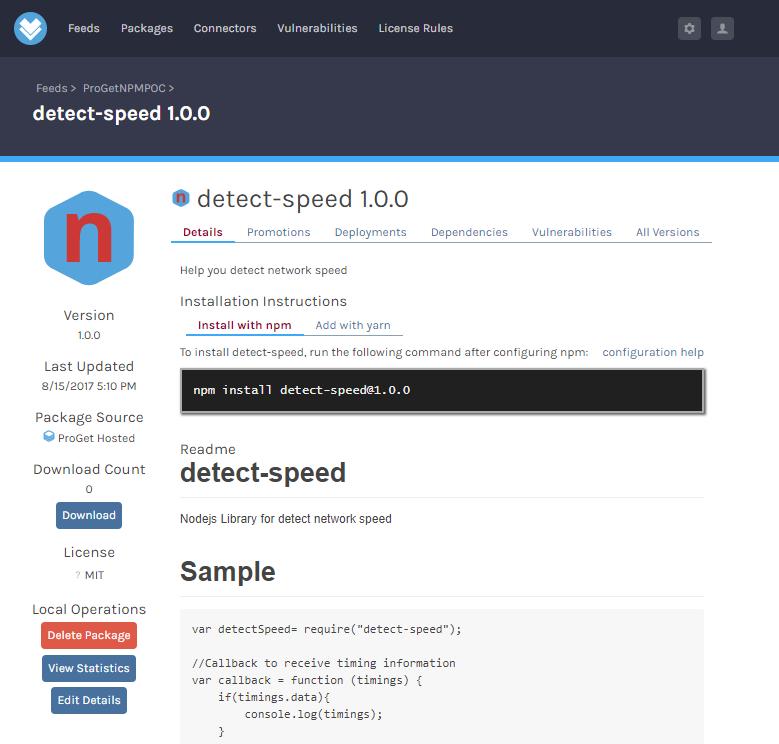 Feeds Packages Connectors Vulnerabilities License Rules
Feeds > ProGetNPMPOC >
detect-speed 1.0.0
n
Version
1.0.0
Last Updated
8/15/2017 5:10 PM
Package Source
ProGet Hosted
Download Count
0
Download
License
? MIT
Local Operations
Delete Package
View Statistics
Edit Details
n detect-speed 1.0.0
Details Promotions Deployments Dependencies Vulnerabilities All Versions
Help you detect network speed
Installation Instructions
Install with npm Add with yarn
To install detect-speed, run the following command after configuring npm: configuration help
npm install detect-speed@1.0.0
Readme
detect-speed
Nodejs Library for detect network speed
Sample
var detectSpeed= require("detect-speed");
//Callback to receive timing information
var callback = function (timings) {
if(timings.data){
console.log(timings);
}